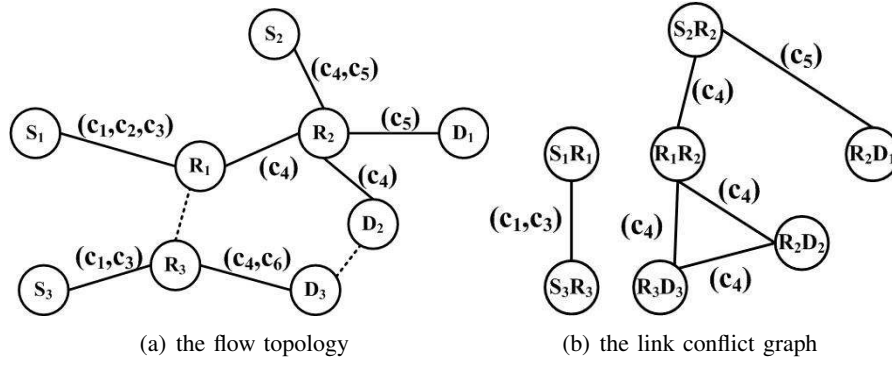 S₂
(c₄,c₅)
S₁
(c₁,c₂,c₃)
R₂
(c₅)
D₁
R₁
(c₄)
(c₄)
D₂
(c₁,c₃)
R₃
(c₄,c₆)
S₃
D₃
(a) the flow topology
S₂R₂
(c₅)
(c₄)
S₁R₁
R₁R₂
R₂D₁
(c₁,c₃)
(c₄)
(c₄)
R₂D₂
(c₄)
S₃R₃
R₃D₃
(b) the link conflict graph